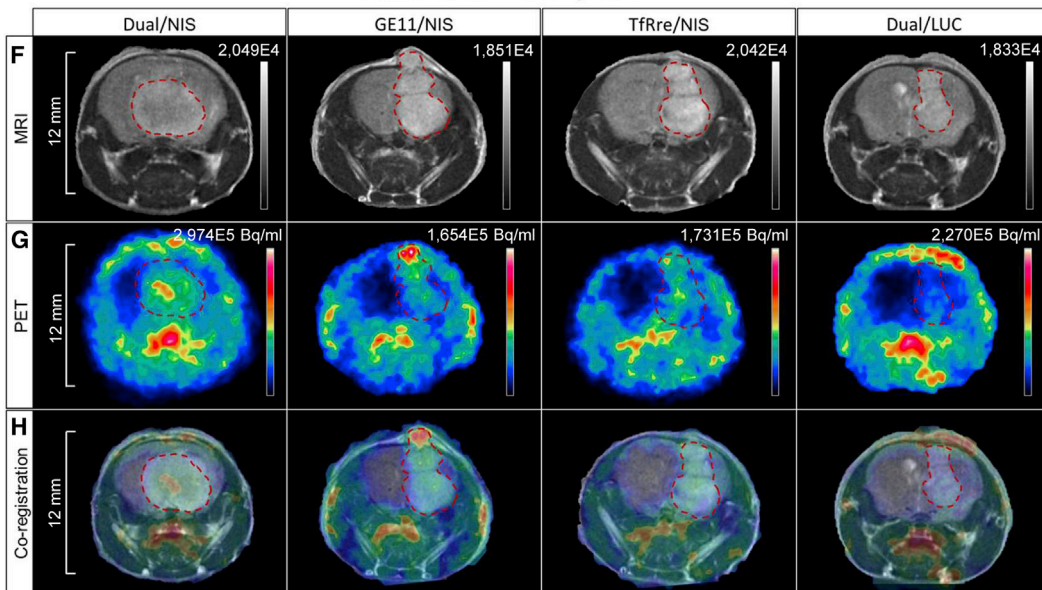 Dual/NIS GE11/NIS TfRre/NIS Dual/LUC
F 2,049E4 1,851E4 2,042E4 1,833E4
MRI
12 mm
G 2,974E5 Bq/ml 1,654E5 Bq/ml 1,731E5 Bq/ml 2,270E5 Bq/ml
PET
12 mm
H
Co-registration
12 mm